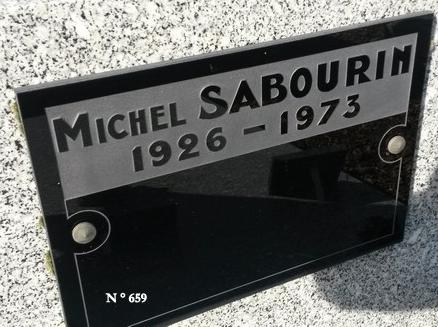 MICHEL SABOURIN
1926 - 1973
N° 659